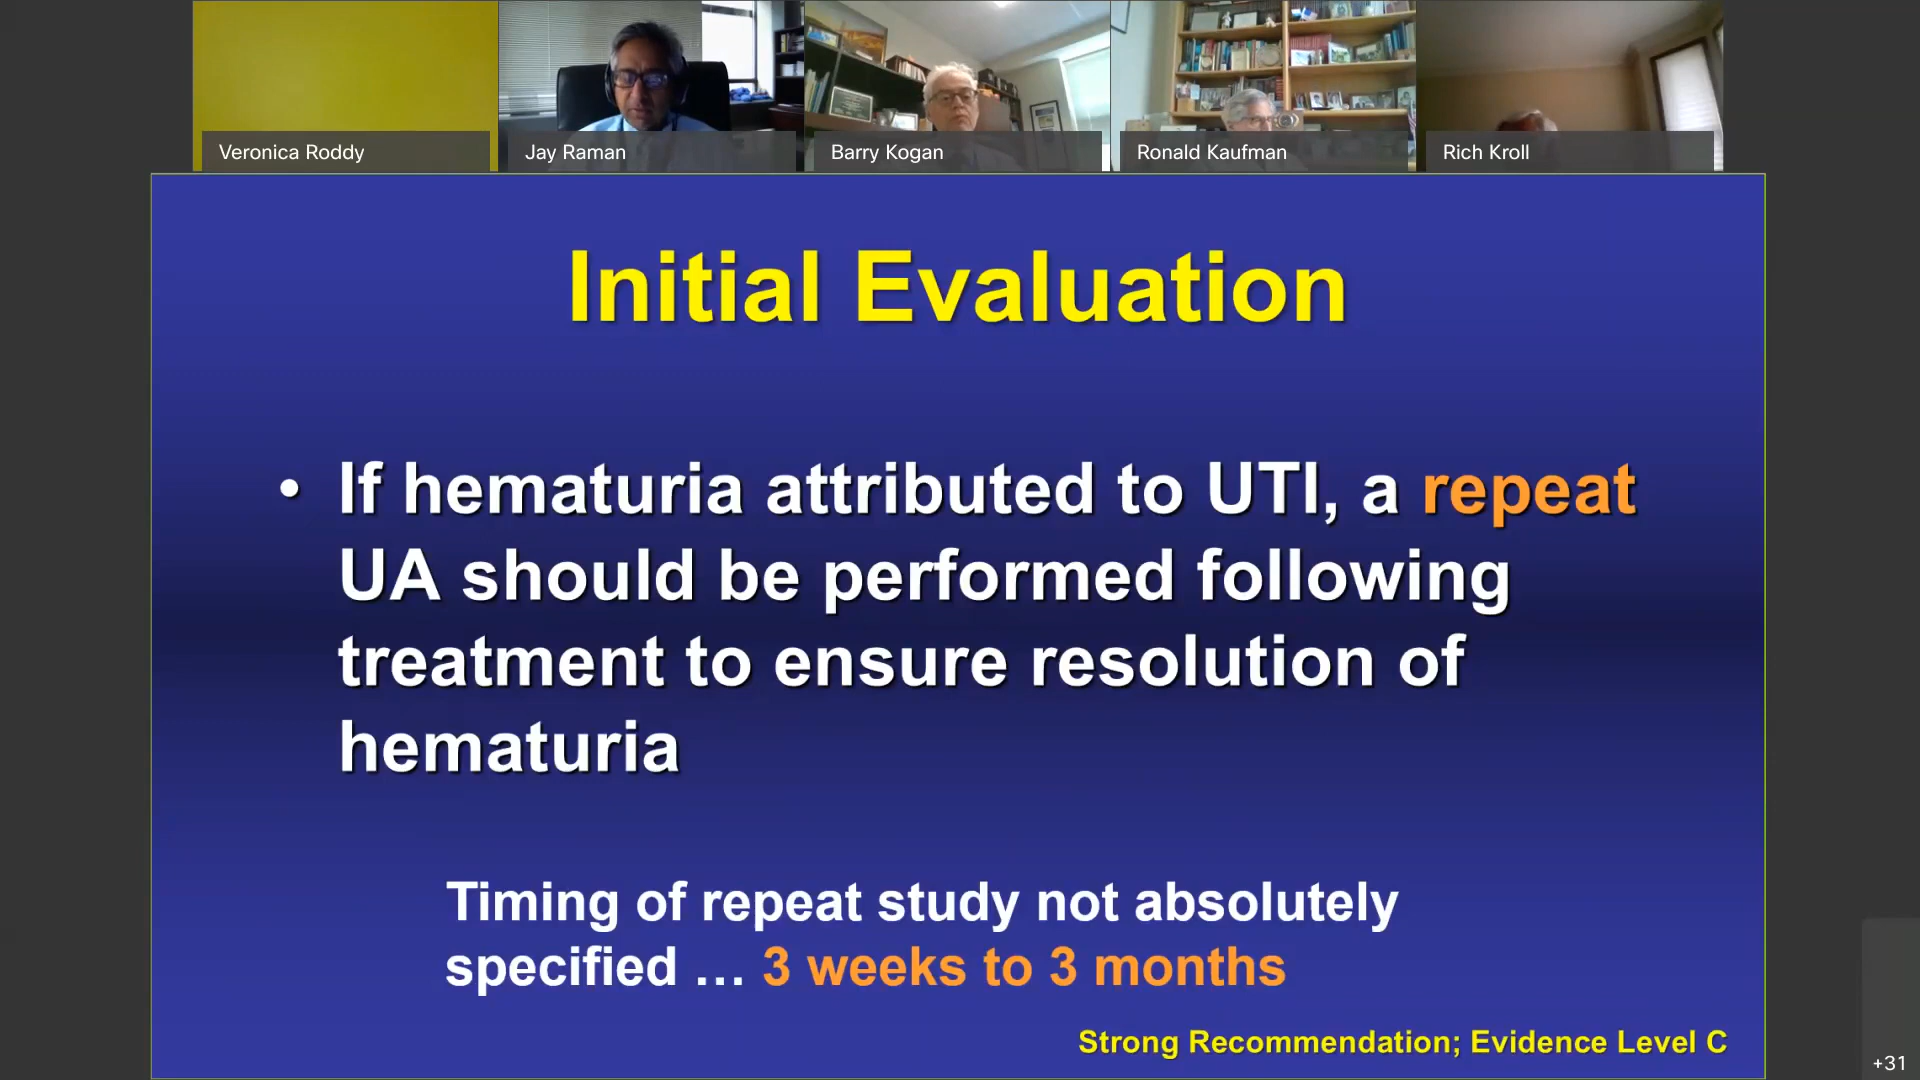 Veronica Roddy
Jay Raman
Barry Kogan
Ronald Kaufman
Rich Kroll
Initial Evaluation
• If hematuria attributed to UTI, a repeat
UA should be performed following
treatment to ensure resolution of
hematuria
Timing of repeat study not absolutely
specified … 3 weeks to 3 months
Strong Recommendation; Evidence Level C
+31